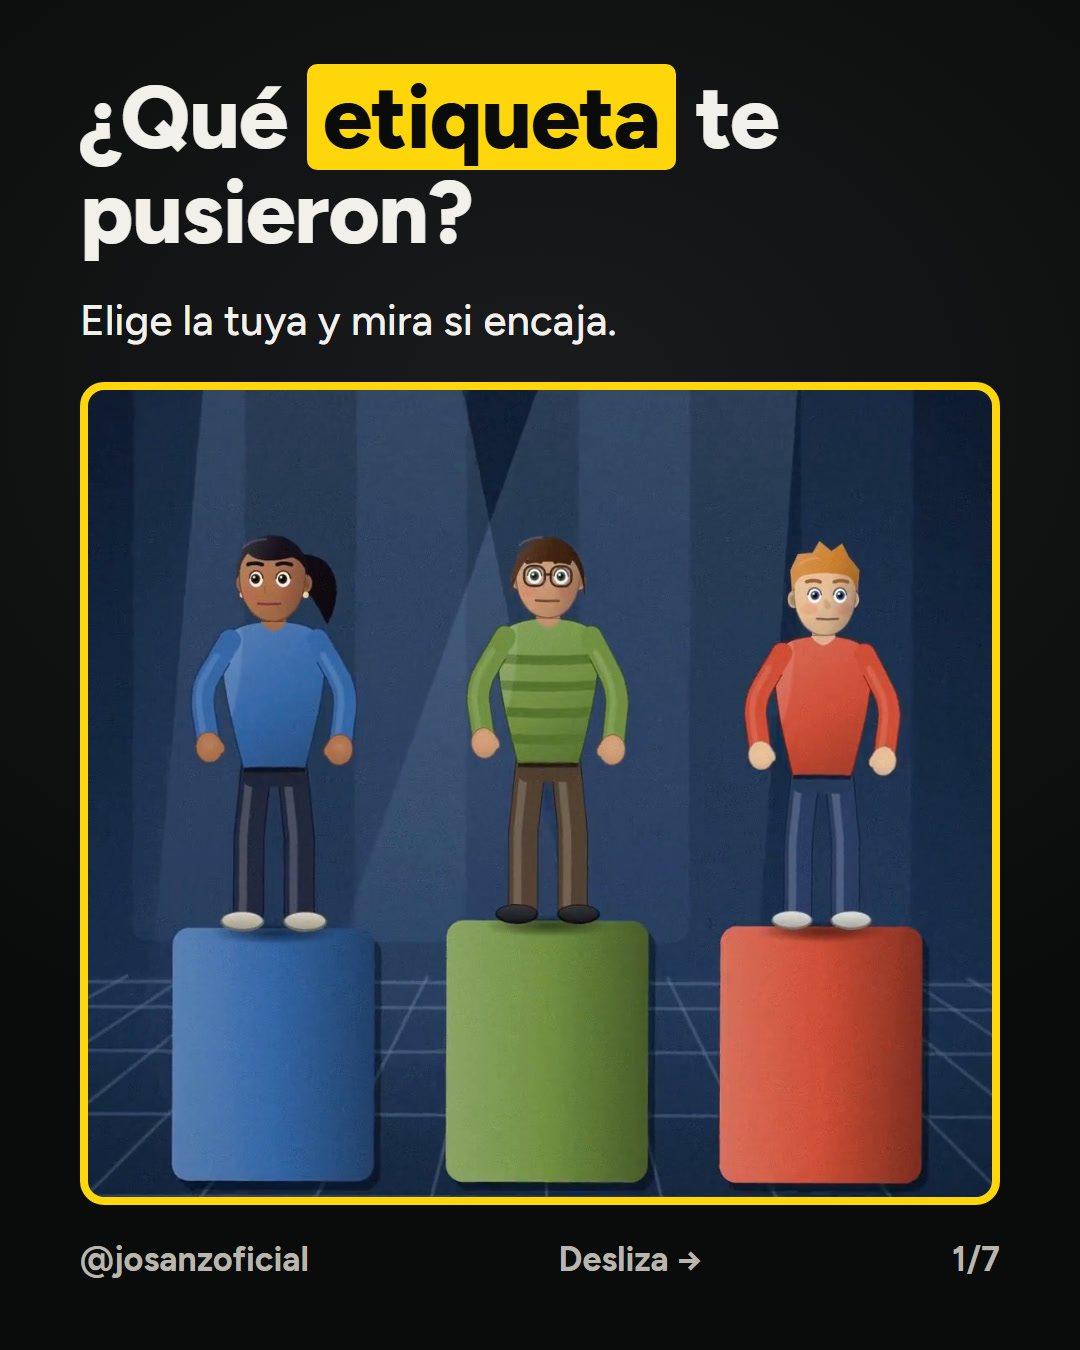 ¿Qué etiqueta te
pusieron?
Elige la tuya y mira si encaja.
@josanzoficial
Desliza →
1/7